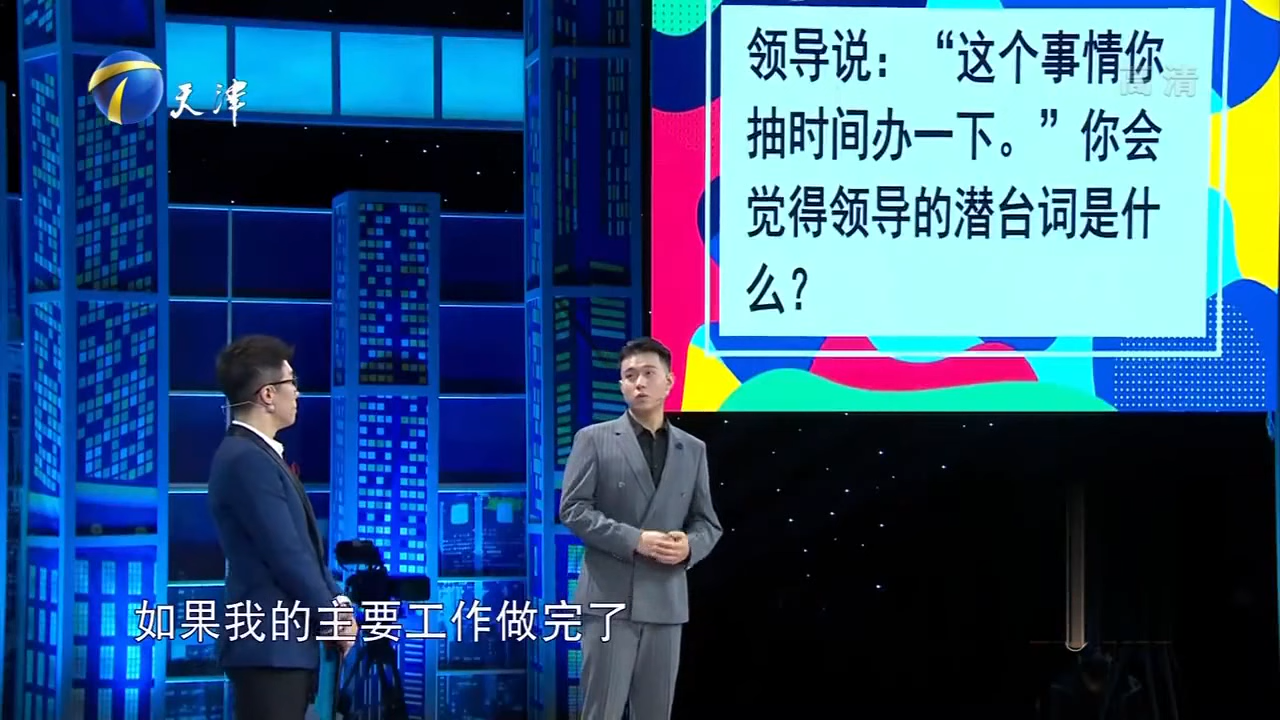 天津
高清
领导说：“这个事情你
抽时间办一下。”你会
觉得领导的潜台词是什
么？
如果我的主要工作做完了